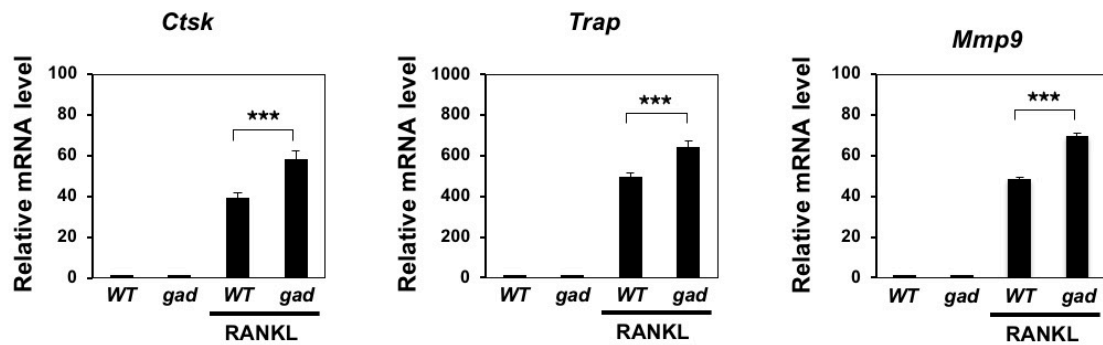 Ctsk
Relative mRNA level
100
80
60
40
20
0
***
WT gad WT gad
RANKL
Trap
Relative mRNA level
1000
800
600
400
200
0
***
WT gad WT gad
RANKL
Mmp9
Relative mRNA level
100
80
60
40
20
0
***
WT gad WT gad
RANKL